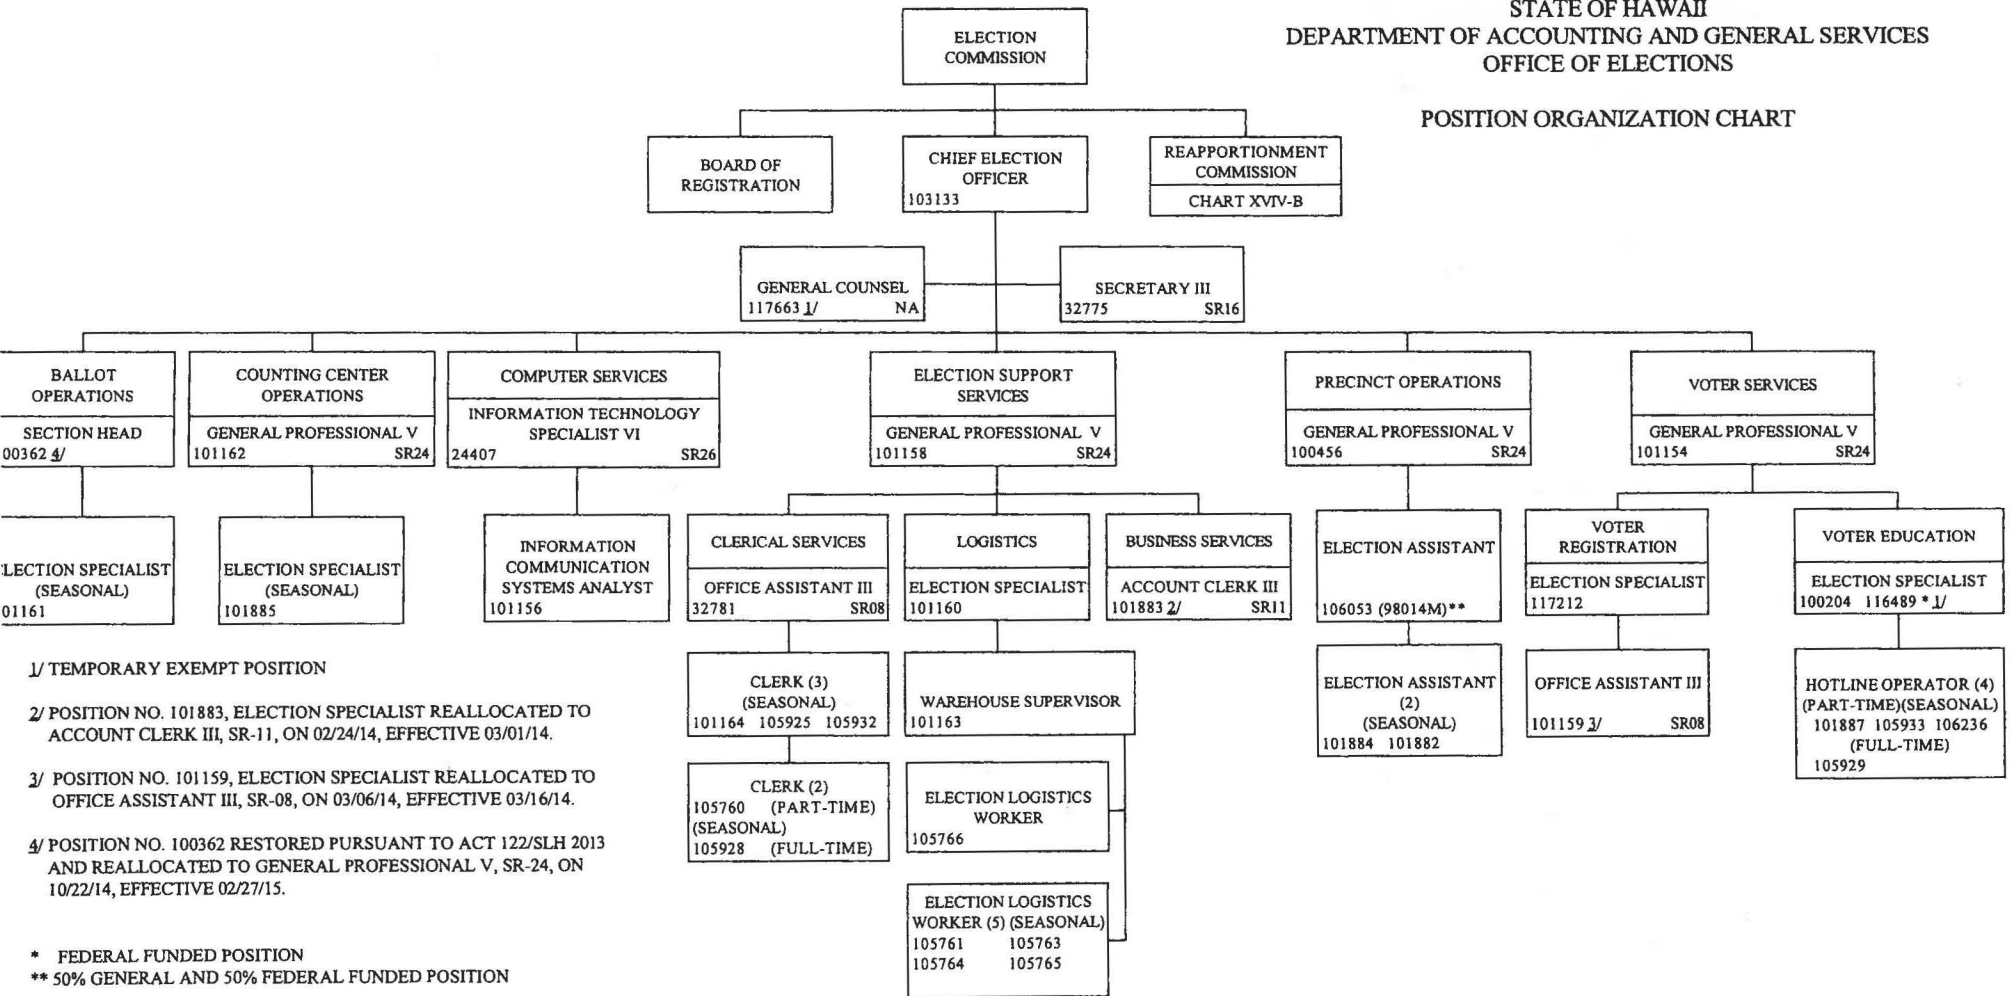 STATE OF HAWAII
DEPARTMENT OF ACCOUNTING AND GENERAL SERVICES
OFFICE OF ELECTIONS
POSITION ORGANIZATION CHART
ELECTION
COMMISSION
BOARD OF
REGISTRATION
CHIEF ELECTION
OFFICER
103133
REAPPORTIONMENT
COMMISSION
CHART XVIV-B
GENERAL COUNSEL
117663 1/ NA
SECRETARY III
32775 SR16
BALLOT
OPERATIONS
SECTION HEAD
00362 4/
COUNTING CENTER
OPERATIONS
GENERAL PROFESSIONAL V
101162 SR24
COMPUTER SERVICES
INFORMATION TECHNOLOGY
SPECIALIST VI
24407 SR26
ELECTION SUPPORT
SERVICES
GENERAL PROFESSIONAL V
101158 SR24
PRECINCT OPERATIONS
GENERAL PROFESSIONAL V
100456 SR24
VOTER SERVICES
GENERAL PROFESSIONAL V
101154 SR24
LECTION SPECIALIST
(SEASONAL)
01161
ELECTION SPECIALIST
(SEASONAL)
101885
INFORMATION
COMMUNICATION
SYSTEMS ANALYST
101156
CLERICAL SERVICES
OFFICE ASSISTANT III
32781 SR08
LOGISTICS
ELECTION SPECIALIST
101160
BUSINESS SERVICES
ACCOUNT CLERK III
101883 2/ SR11
ELECTION ASSISTANT
106053 (98014M)**
VOTER
REGISTRATION
ELECTION SPECIALIST
117212
VOTER EDUCATION
ELECTION SPECIALIST
100204 116489 * 1/
CLERK (3)
(SEASONAL)
101164 105925 105932
WAREHOUSE SUPERVISOR
101163
ELECTION ASSISTANT
(2)
(SEASONAL)
101884 101882
OFFICE ASSISTANT III
101159 3/ SR08
HOTLINE OPERATOR (4)
(PART-TIME)(SEASONAL)
101887 105933 106236
(FULL-TIME)
105929
CLERK (2)
105760 (PART-TIME)
(SEASONAL)
105928 (FULL-TIME)
ELECTION LOGISTICS
WORKER
105766
ELECTION LOGISTICS
WORKER (5) (SEASONAL)
105761 105763
105764 105765
1/ TEMPORARY EXEMPT POSITION
2/ POSITION NO. 101883, ELECTION SPECIALIST REALLOCATED TO
ACCOUNT CLERK III, SR-11, ON 02/24/14, EFFECTIVE 03/01/14.
3/ POSITION NO. 101159, ELECTION SPECIALIST REALLOCATED TO
OFFICE ASSISTANT III, SR-08, ON 03/06/14, EFFECTIVE 03/16/14.
4/ POSITION NO. 100362 RESTORED PURSUANT TO ACT 122/SLH 2013
AND REALLOCATED TO GENERAL PROFESSIONAL V, SR-24, ON
10/22/14, EFFECTIVE 02/27/15.
* FEDERAL FUNDED POSITION
** 50% GENERAL AND 50% FEDERAL FUNDED POSITION